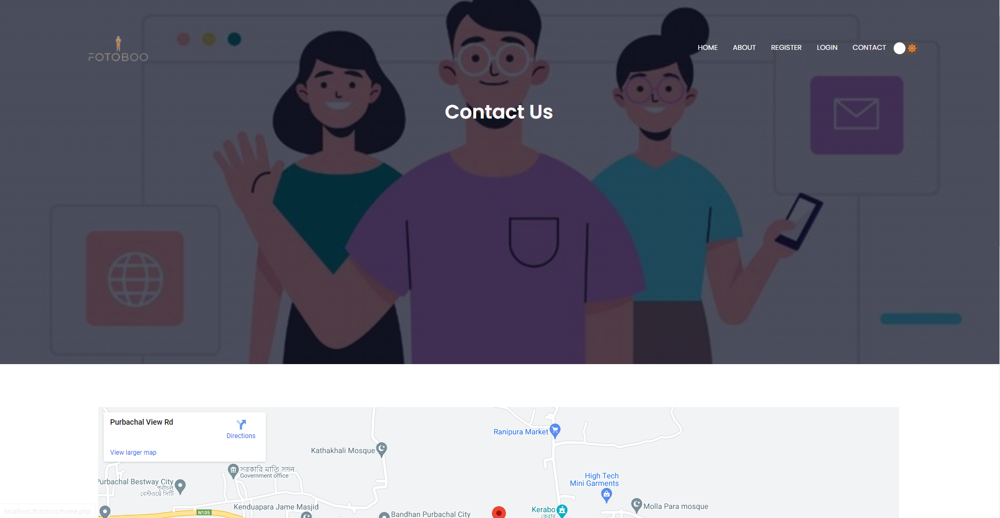 FOTOBOO
HOME ABOUT REGISTER LOGIN CONTACT
Contact Us
Purbachal View Rd
Directions
View larger map
Ranipura Market
Kathakhali Mosque
সরকারি মাতৃ সদন
Government office
Purbachal Bestway City
পূর্বাচল
বেস্টওয়ে সিটি
High Tech
Mini Garments
Kenduapara Jame Masjid
N105
Bandhan Purbachal City
Kerabo
কেরাব
Molla Para mosque
localhost/fotoboo/home.php